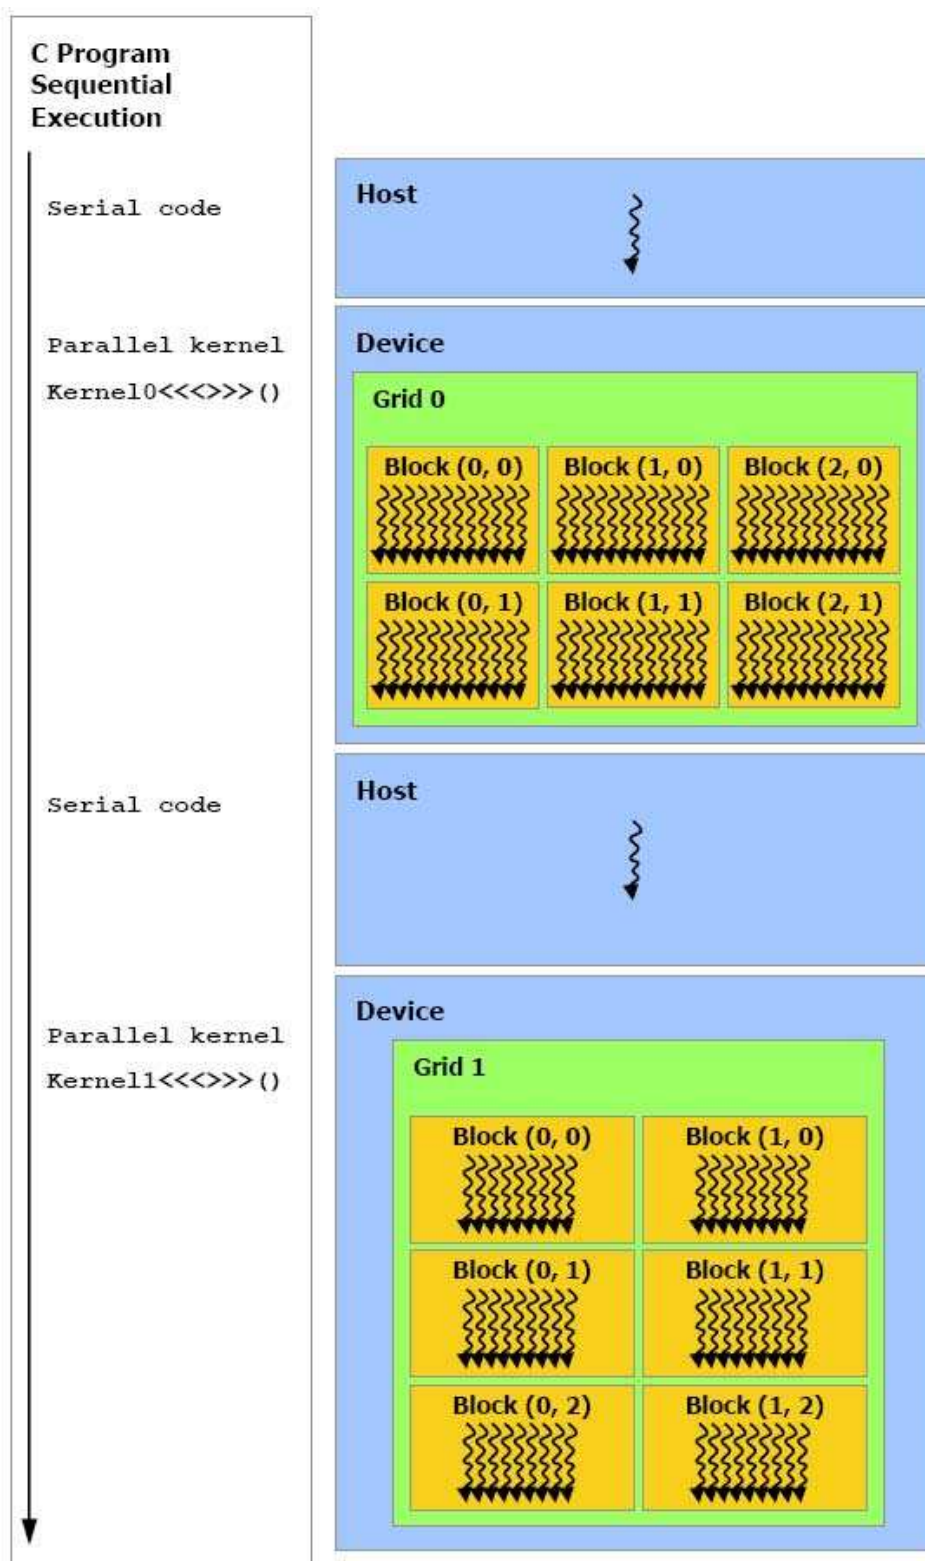 C Program
Sequential
Execution
Serial code
Host
Parallel kernel
Kernel0<<<>>>()
Device
Grid 0
Block (0, 0) Block (1, 0) Block (2, 0)
Block (0, 1) Block (1, 1) Block (2, 1)
Serial code
Host
Parallel kernel
Kernel1<<<>>>()
Device
Grid 1
Block (0, 0) Block (1, 0)
Block (0, 1) Block (1, 1)
Block (0, 2) Block (1, 2)